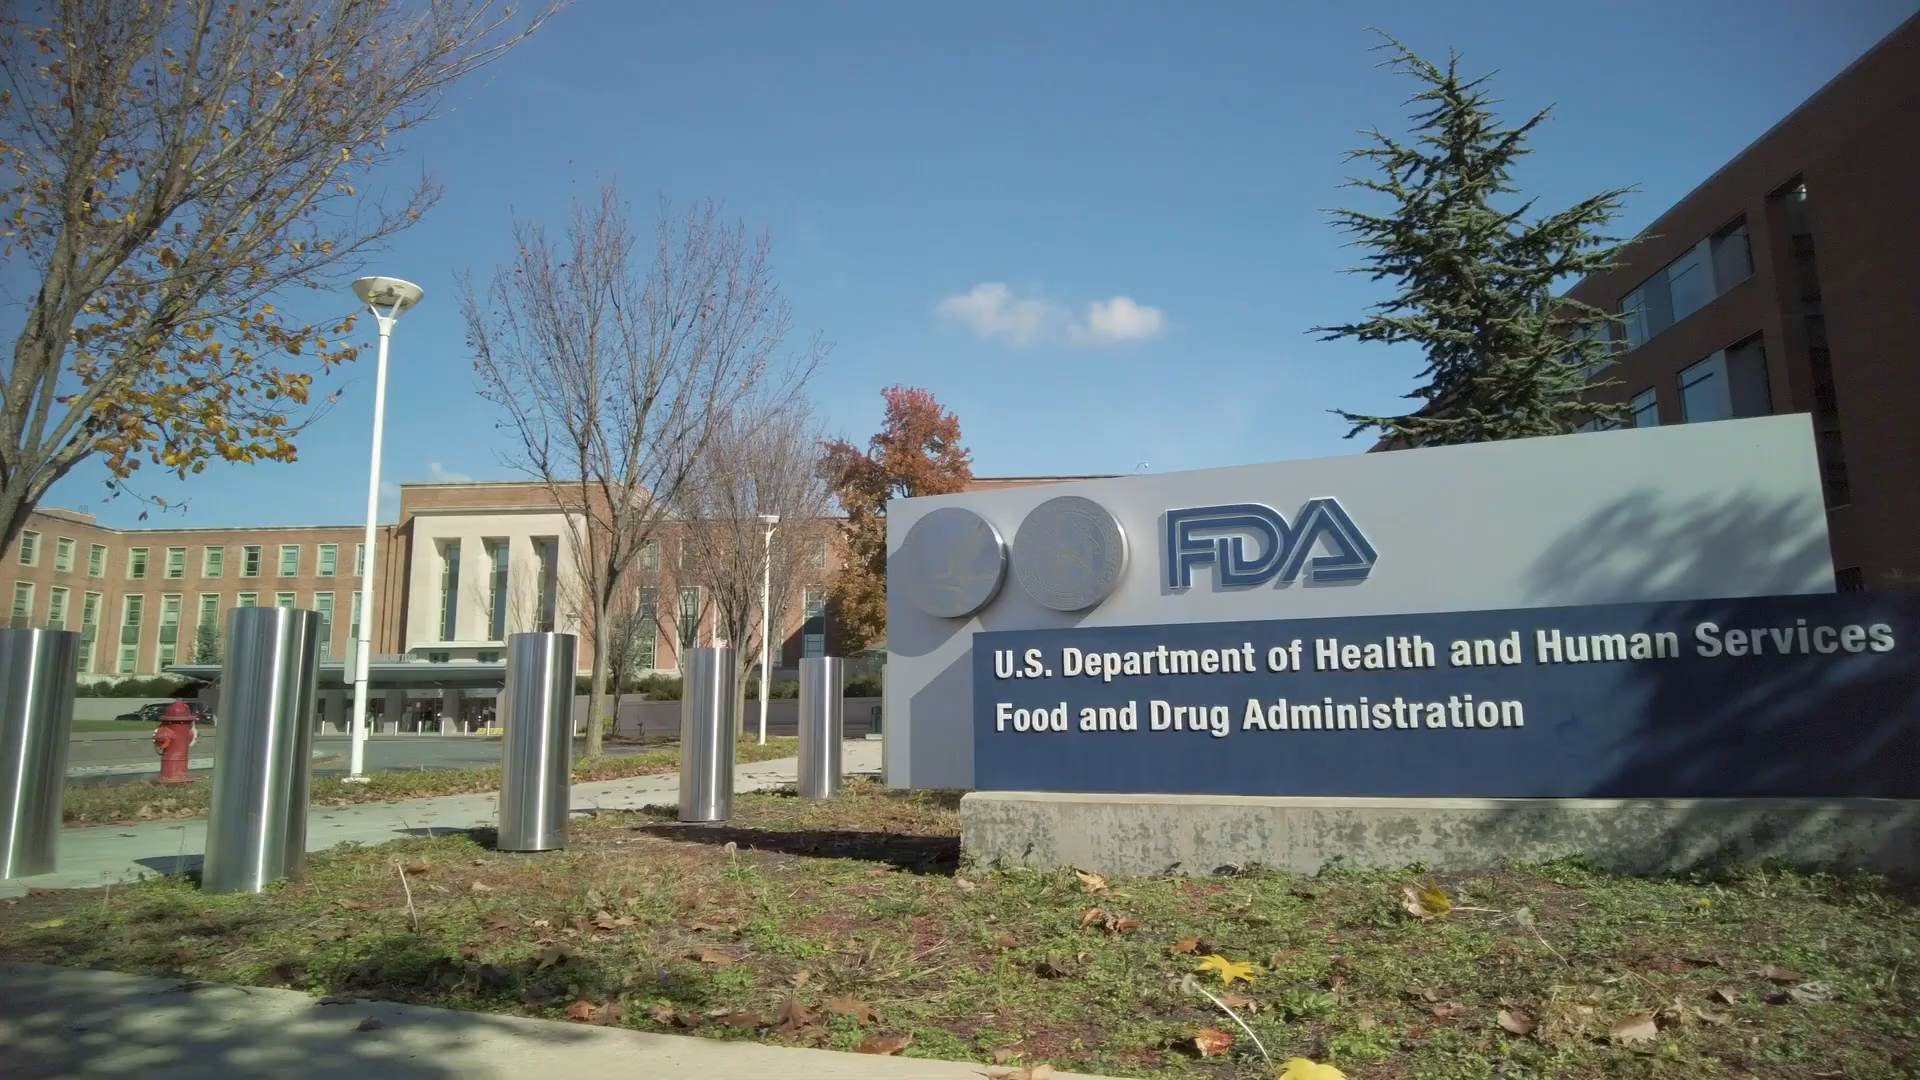 FDA
U.S. Department of Health and Human Services
Food and Drug Administration